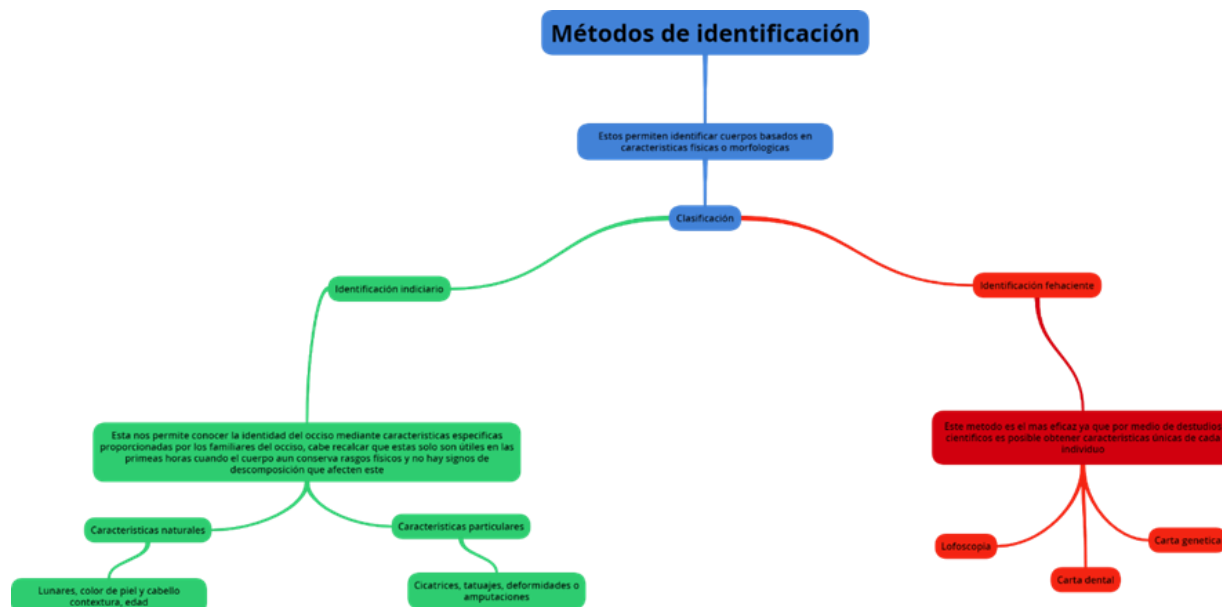 Métodos de identificación
Estos permiten identificar cuerpos basados en
caracteristicas físicas o morfologicas
Clasificación
Identificación indiciario
Identificación fehaciente
Esta nos permite conocer la identidad del occiso mediante caracteristicas especificas
proporcionadas por los familiares del occiso, cabe recalcar que estas solo son útiles en las
primeas horas cuando el cuerpo aun conserva rasgos físicos y no hay signos de
descomposición que afecten este
Este metodo es el mas eficaz ya que por medio de destudios
cientificos es posible obtener caracteristicas únicas de cada
individuo
Caracteristicas naturales
Caracteristicas particulares
Lofoscopia
Carta dental
Carta genetica
Lunares, color de piel y cabello
contextura, edad
Cicatrices, tatuajes, deformidades o
amputaciones